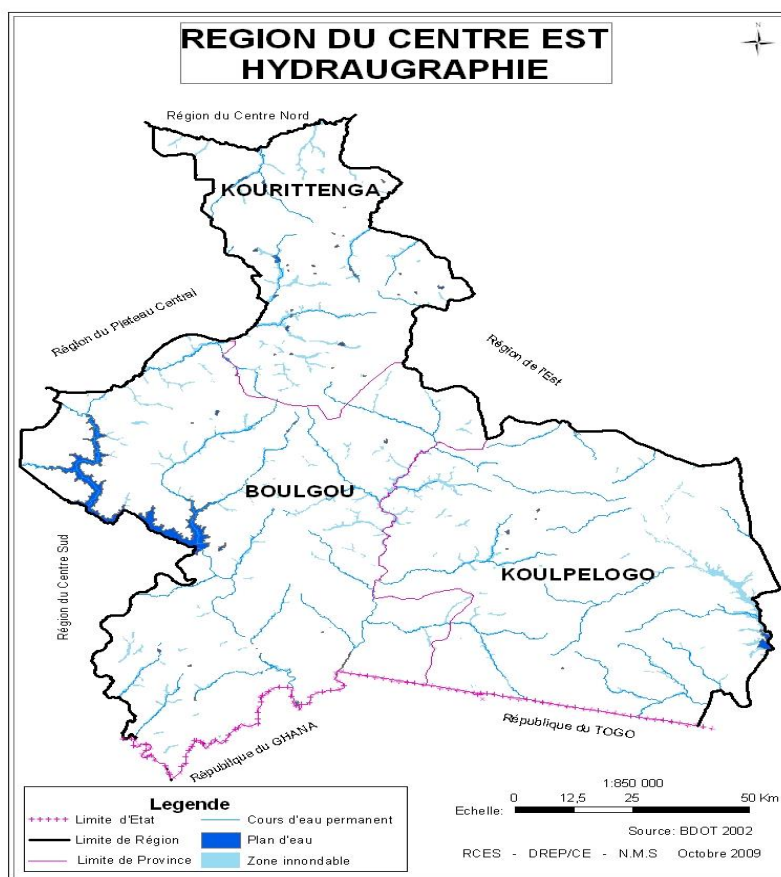 REGION DU CENTRE EST
HYDRAUGRAPHIE
Région du Centre Nord
KOURITTENGA
Région du Plateau Central
Région de l'Est
BOULGOU
KOULPELOGO
Région du Centre Sud
République du GHANA
République du TOGO
Legende
Limite d'Etat
Cours d'eau permanent
Limite de Région
Plan d'eau
Limite de Province
Zone innondable
1:850 000
Echelle: 0 12,5 25 50 Km
Source: BDOT 2002
RCES - DREP/CE - N.M.S Octobre 2009